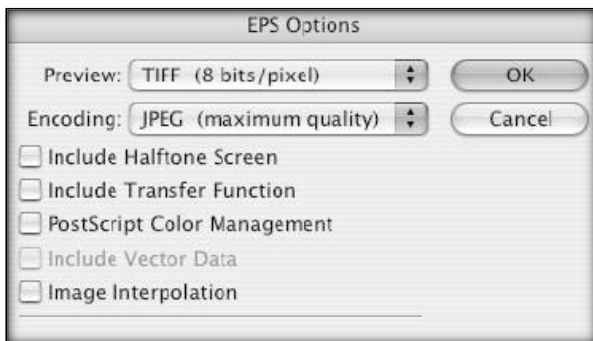 EPS Options
Preview: TIFF (8 bits/pixel) OK
Encoding: JPEG (maximum quality) Cancel
Include Halftone Screen
Include Transfer Function
PostScript Color Management
Include Vector Data
Image Interpolation